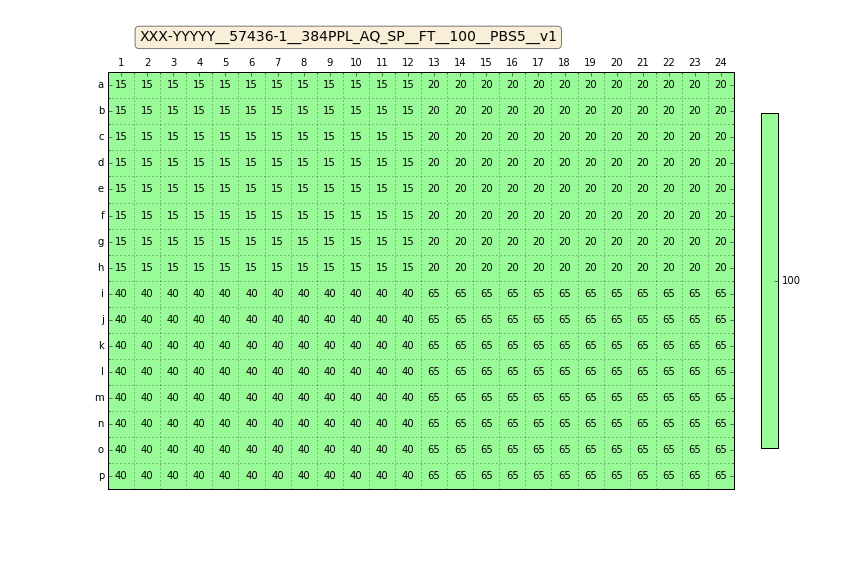 XXX-YYYYY__57436-1__384PPL_AQ_SP__FT__100__PBS5__v1
1 2 3 4 5 6 7 8 9 10 11 12 13 14 15 16 17 18 19 20 21 22 23 24
a 15 15 15 15 15 15 15 15 15 15 15 15 20 20 20 20 20 20 20 20 20 20 20 20
b 15 15 15 15 15 15 15 15 15 15 15 15 20 20 20 20 20 20 20 20 20 20 20 20
c 15 15 15 15 15 15 15 15 15 15 15 15 20 20 20 20 20 20 20 20 20 20 20 20
d 15 15 15 15 15 15 15 15 15 15 15 15 20 20 20 20 20 20 20 20 20 20 20 20
e 15 15 15 15 15 15 15 15 15 15 15 15 20 20 20 20 20 20 20 20 20 20 20 20
f 15 15 15 15 15 15 15 15 15 15 15 15 20 20 20 20 20 20 20 20 20 20 20 20
g 15 15 15 15 15 15 15 15 15 15 15 15 20 20 20 20 20 20 20 20 20 20 20 20
h 15 15 15 15 15 15 15 15 15 15 15 15 20 20 20 20 20 20 20 20 20 20 20 20
i 40 40 40 40 40 40 40 40 40 40 40 40 65 65 65 65 65 65 65 65 65 65 65 65
j 40 40 40 40 40 40 40 40 40 40 40 40 65 65 65 65 65 65 65 65 65 65 65 65
k 40 40 40 40 40 40 40 40 40 40 40 40 65 65 65 65 65 65 65 65 65 65 65 65
l 40 40 40 40 40 40 40 40 40 40 40 40 65 65 65 65 65 65 65 65 65 65 65 65
m 40 40 40 40 40 40 40 40 40 40 40 40 65 65 65 65 65 65 65 65 65 65 65 65
n 40 40 40 40 40 40 40 40 40 40 40 40 65 65 65 65 65 65 65 65 65 65 65 65
o 40 40 40 40 40 40 40 40 40 40 40 40 65 65 65 65 65 65 65 65 65 65 65 65
p 40 40 40 40 40 40 40 40 40 40 40 40 65 65 65 65 65 65 65 65 65 65 65 65
100